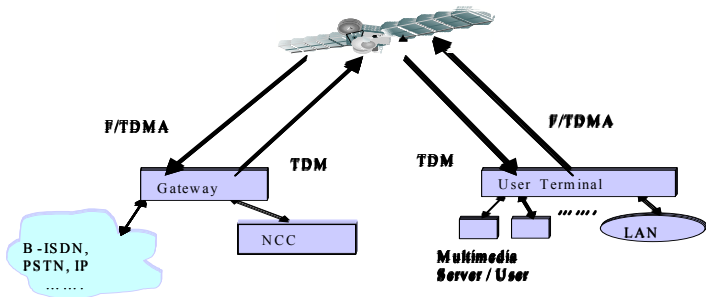 F/TDMA
F/TDMA
TDM
TDM
Gateway
User Terminal
B-ISDN,
PSTN, IP
.......
NCC
.......
LAN
Multimedia
Server / User